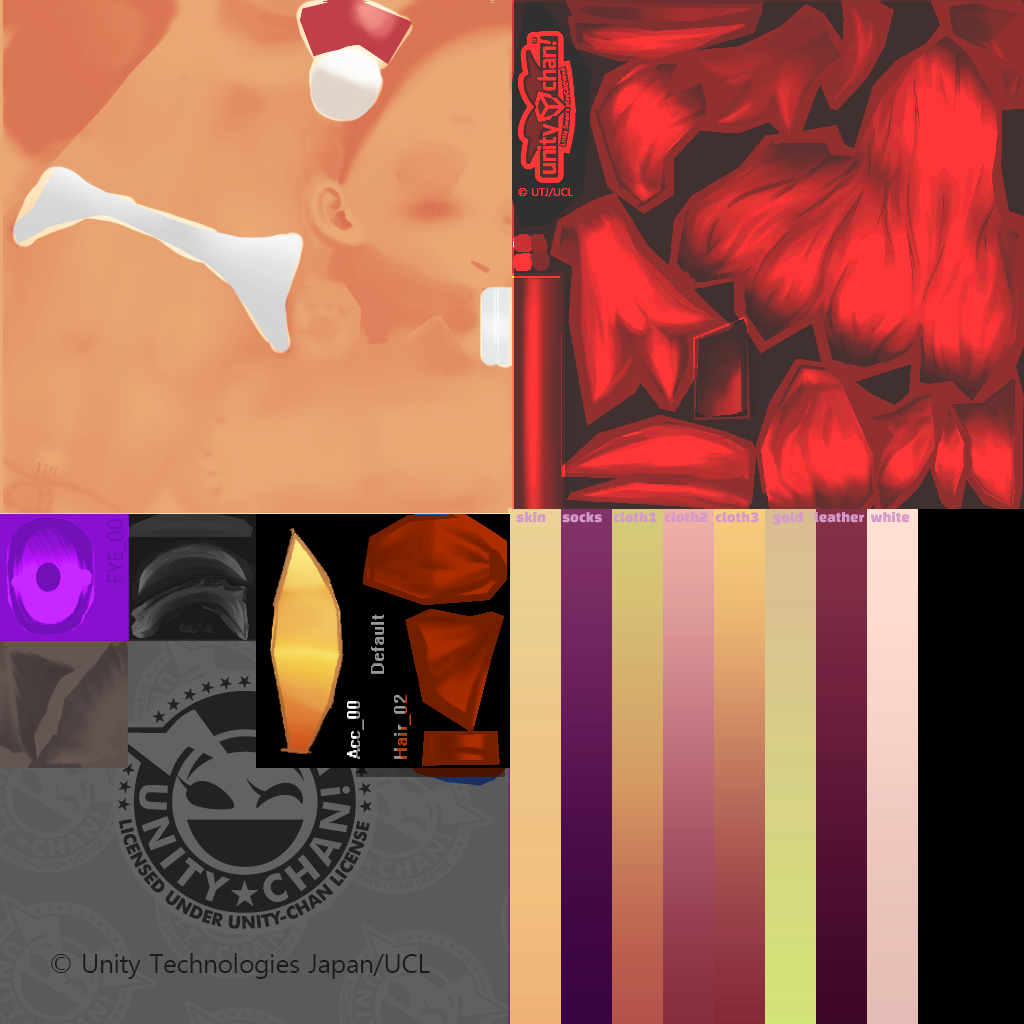 unity chan!
© UTJ/UCL
skin socks cloth1 cloth2 cloth3 gold leather white
EYE_00
Default
Acc_00
Hair_02
UNITY★CHAN!
LICENSED UNDER UNITY-CHAN LICENSE
© Unity Technologies Japan/UCL